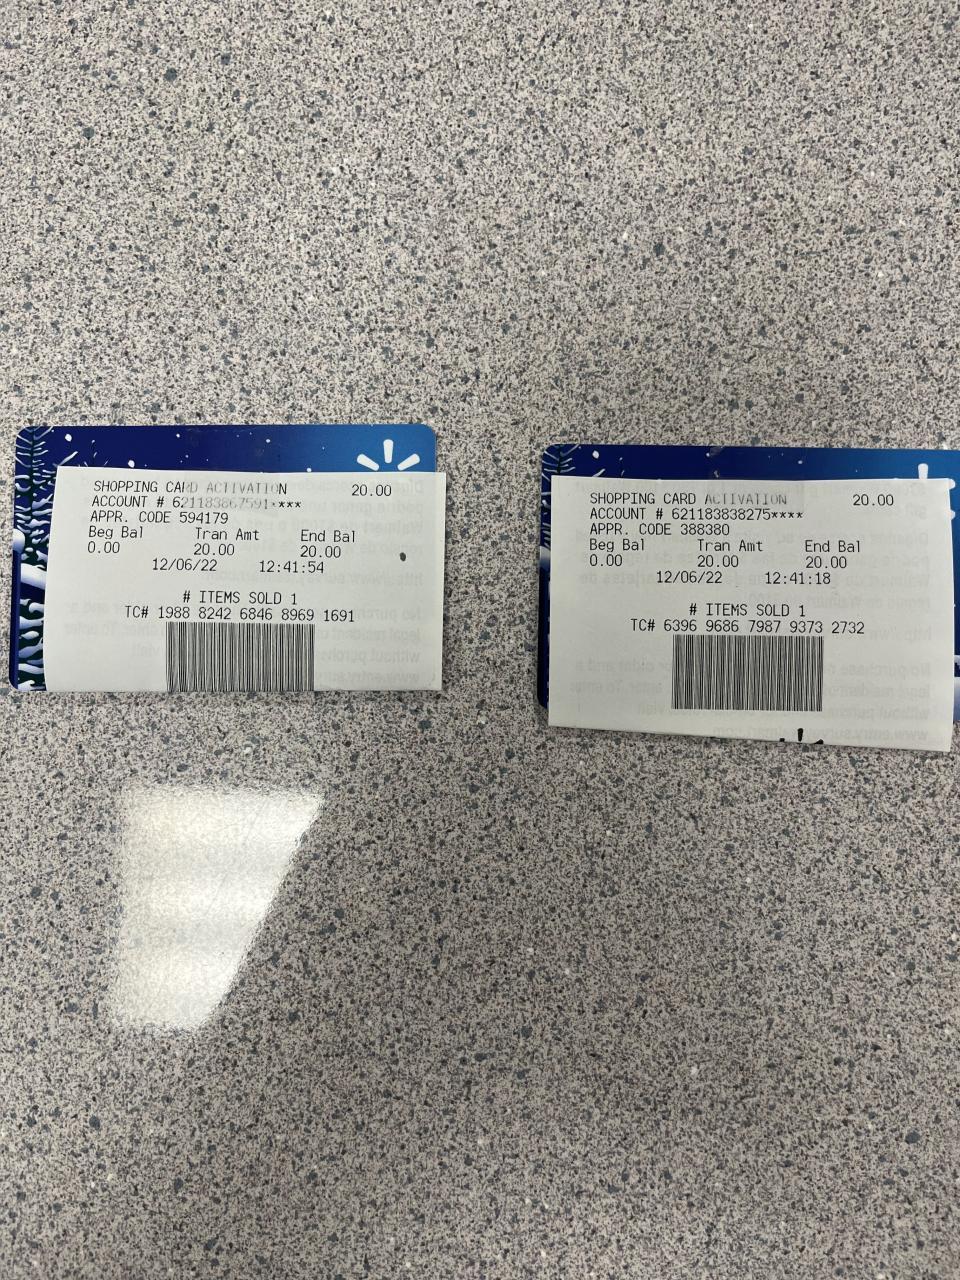 SHOPPING CARD ACTIVATION 20.00
ACCOUNT # 621183867591****
APPR. CODE 594179
Beg Bal Tran Amt End Bal
0.00 20.00 20.00
12/06/22 12:41:54
# ITEMS SOLD 1
TC# 1988 8242 6846 8969 1691
SHOPPING CARD ACTIVATION 20.00
ACCOUNT # 621183838275****
APPR. CODE 388380
Beg Bal Tran Amt End Bal
0.00 20.00 20.00
12/06/22 12:41:18
# ITEMS SOLD 1
TC# 6396 9686 7987 9373 2732